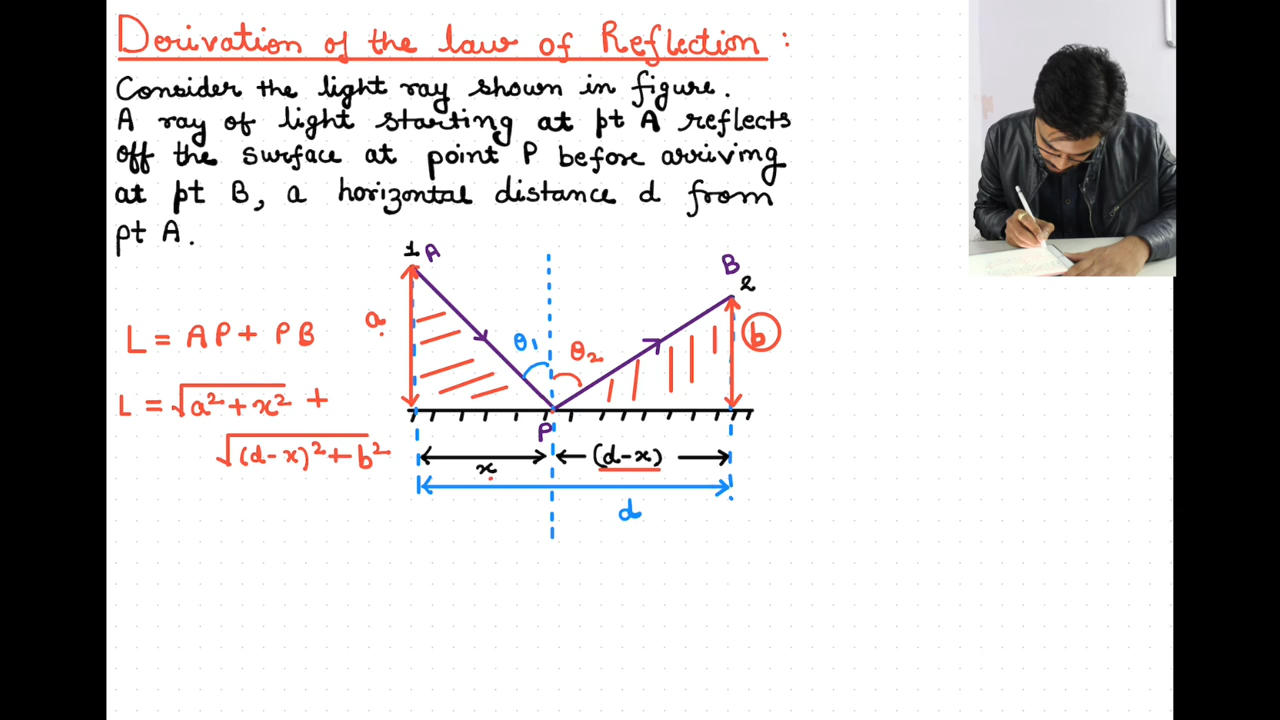 Derivation of the law of Reflection :
Consider the light ray shown in figure.
A ray of light starting at pt A reflects
off the surface at point P before arriving
at pt B, a horizontal distance d from
pt A.
1 A
B
2
a
θ1
θ2
b
L = AP + PB
L = √(a² + x²) +
√((d-x)² + b²)
P
x
(d-x)
d